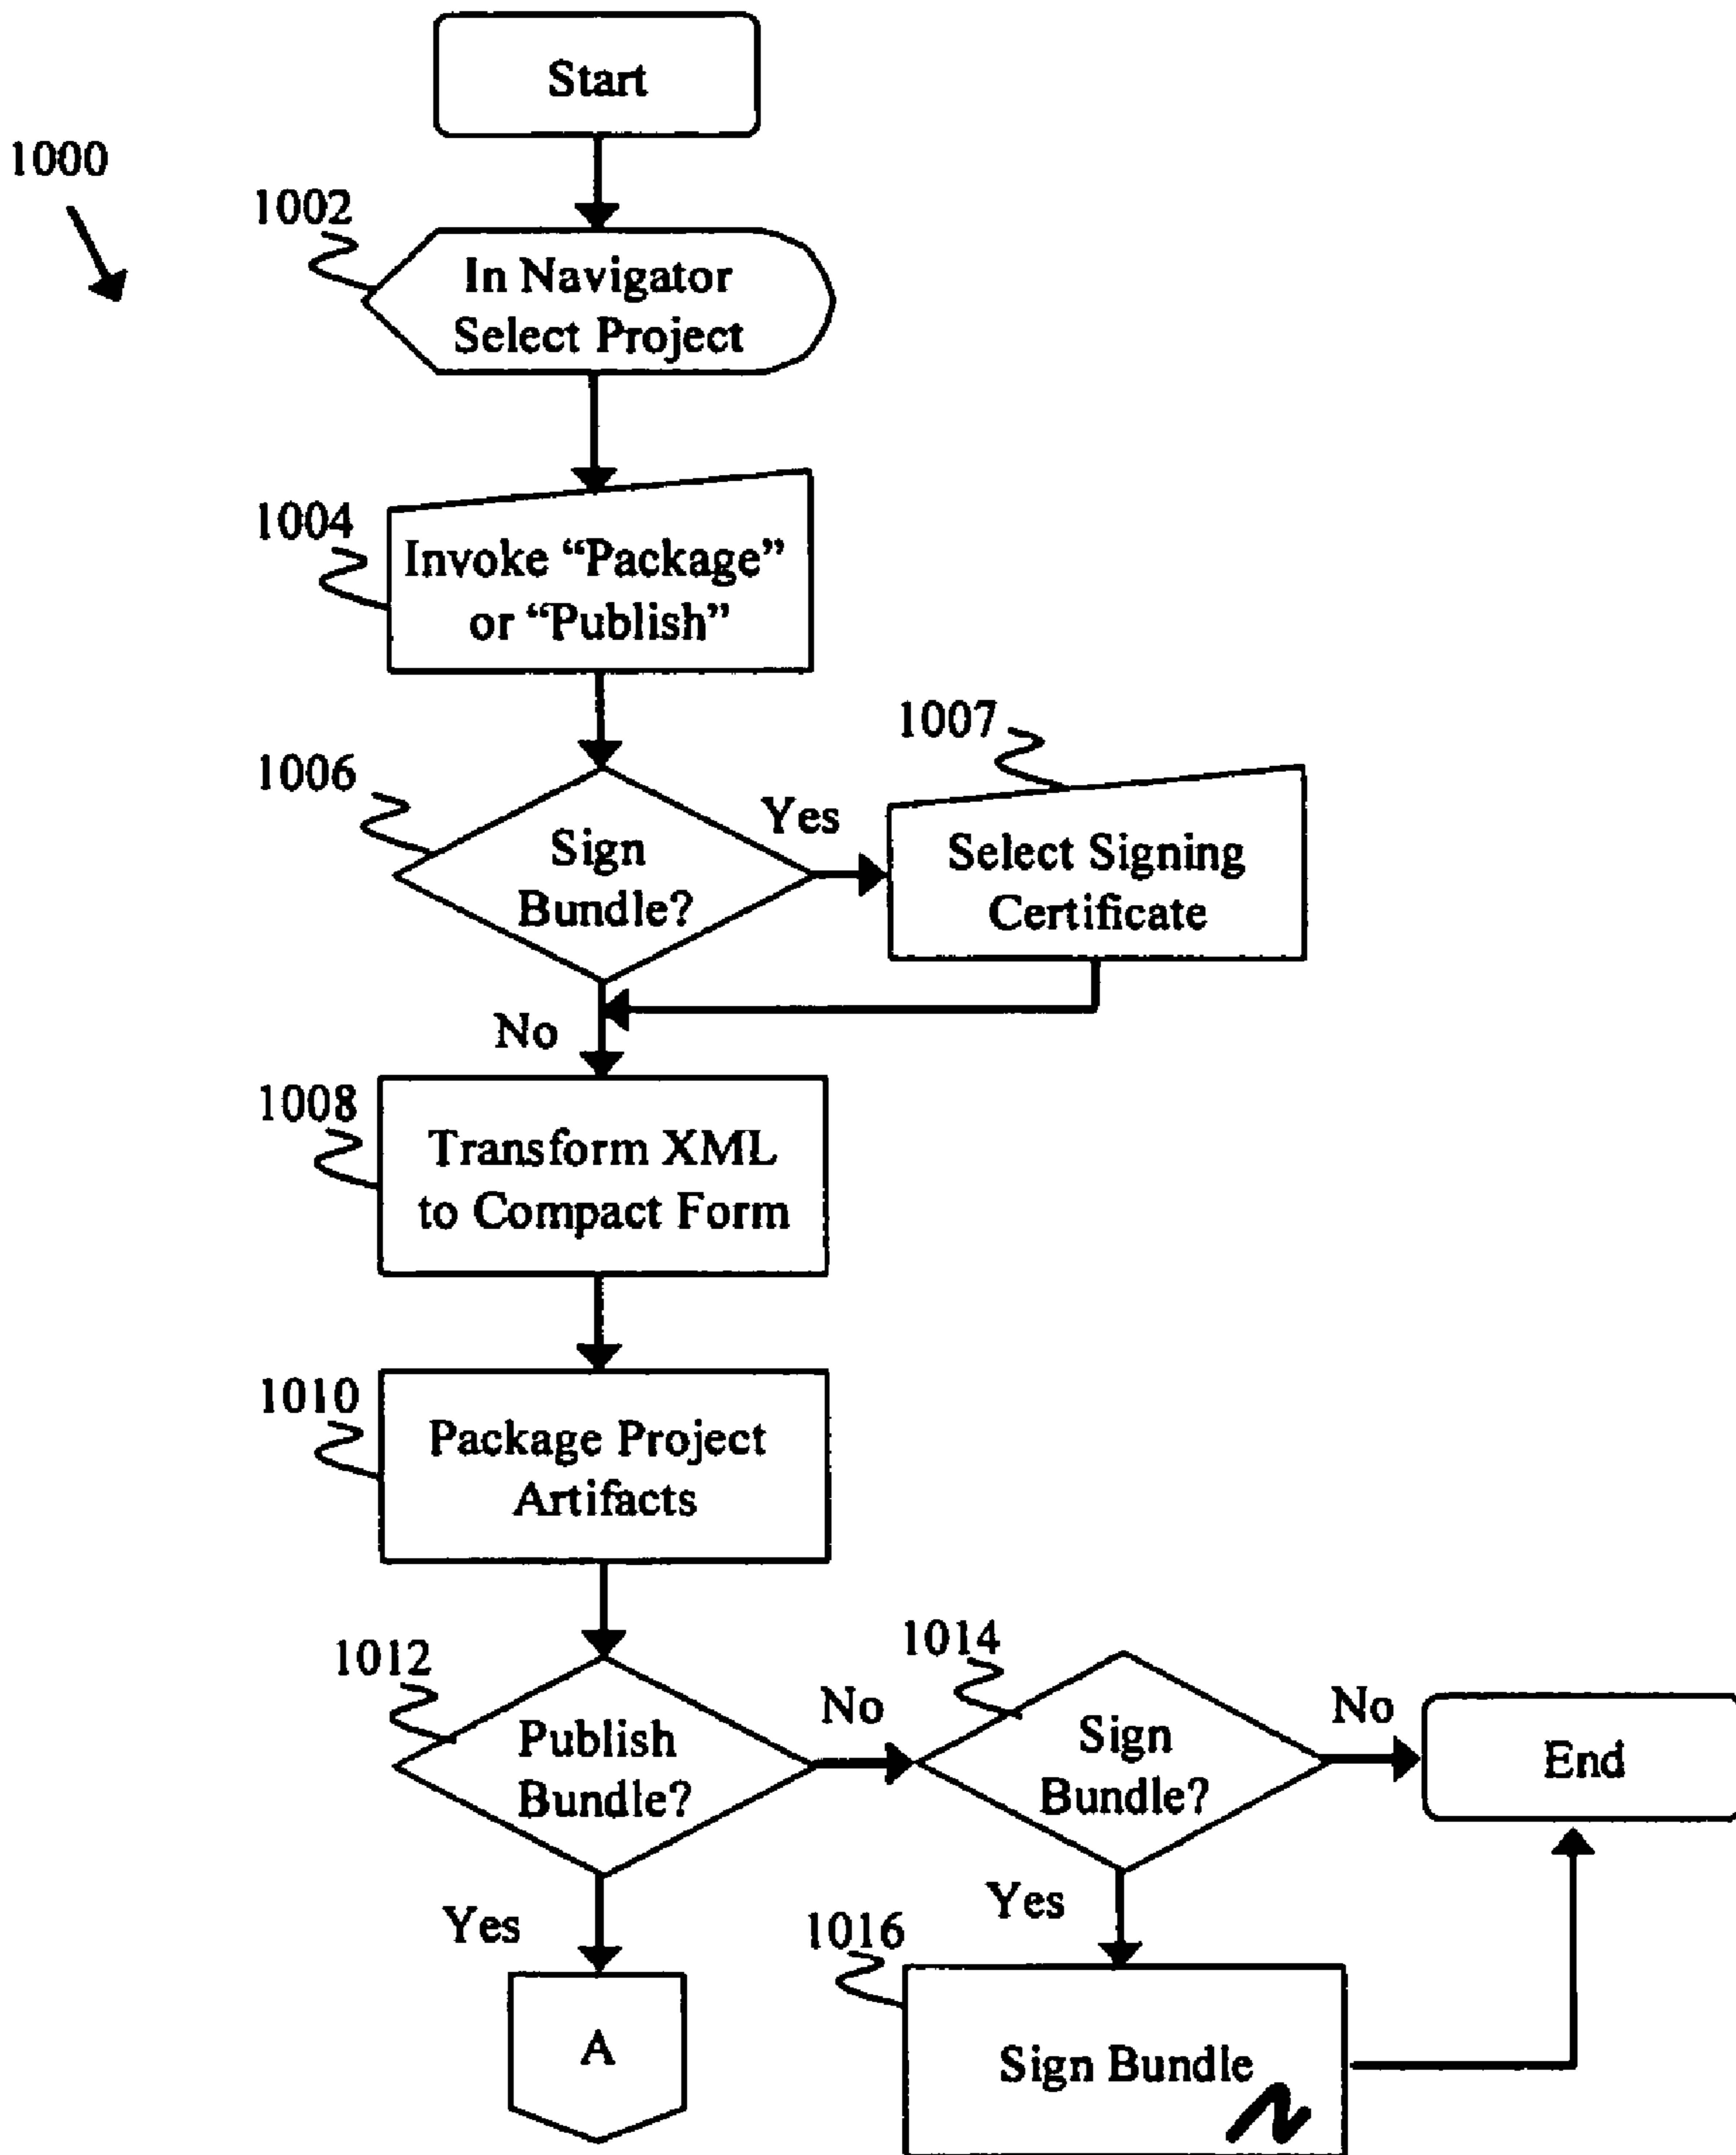 Start
1000
1002
In Navigator
Select Project
1004
Invoke “Package”
or “Publish”
1006
Sign
Bundle?
Yes
1007
Select Signing
Certificate
No
1008
Transform XML
to Compact Form
1010
Package Project
Artifacts
1012
Publish
Bundle?
No
1014
Sign
Bundle?
No
End
Yes
A
Yes
1016
Sign Bundle